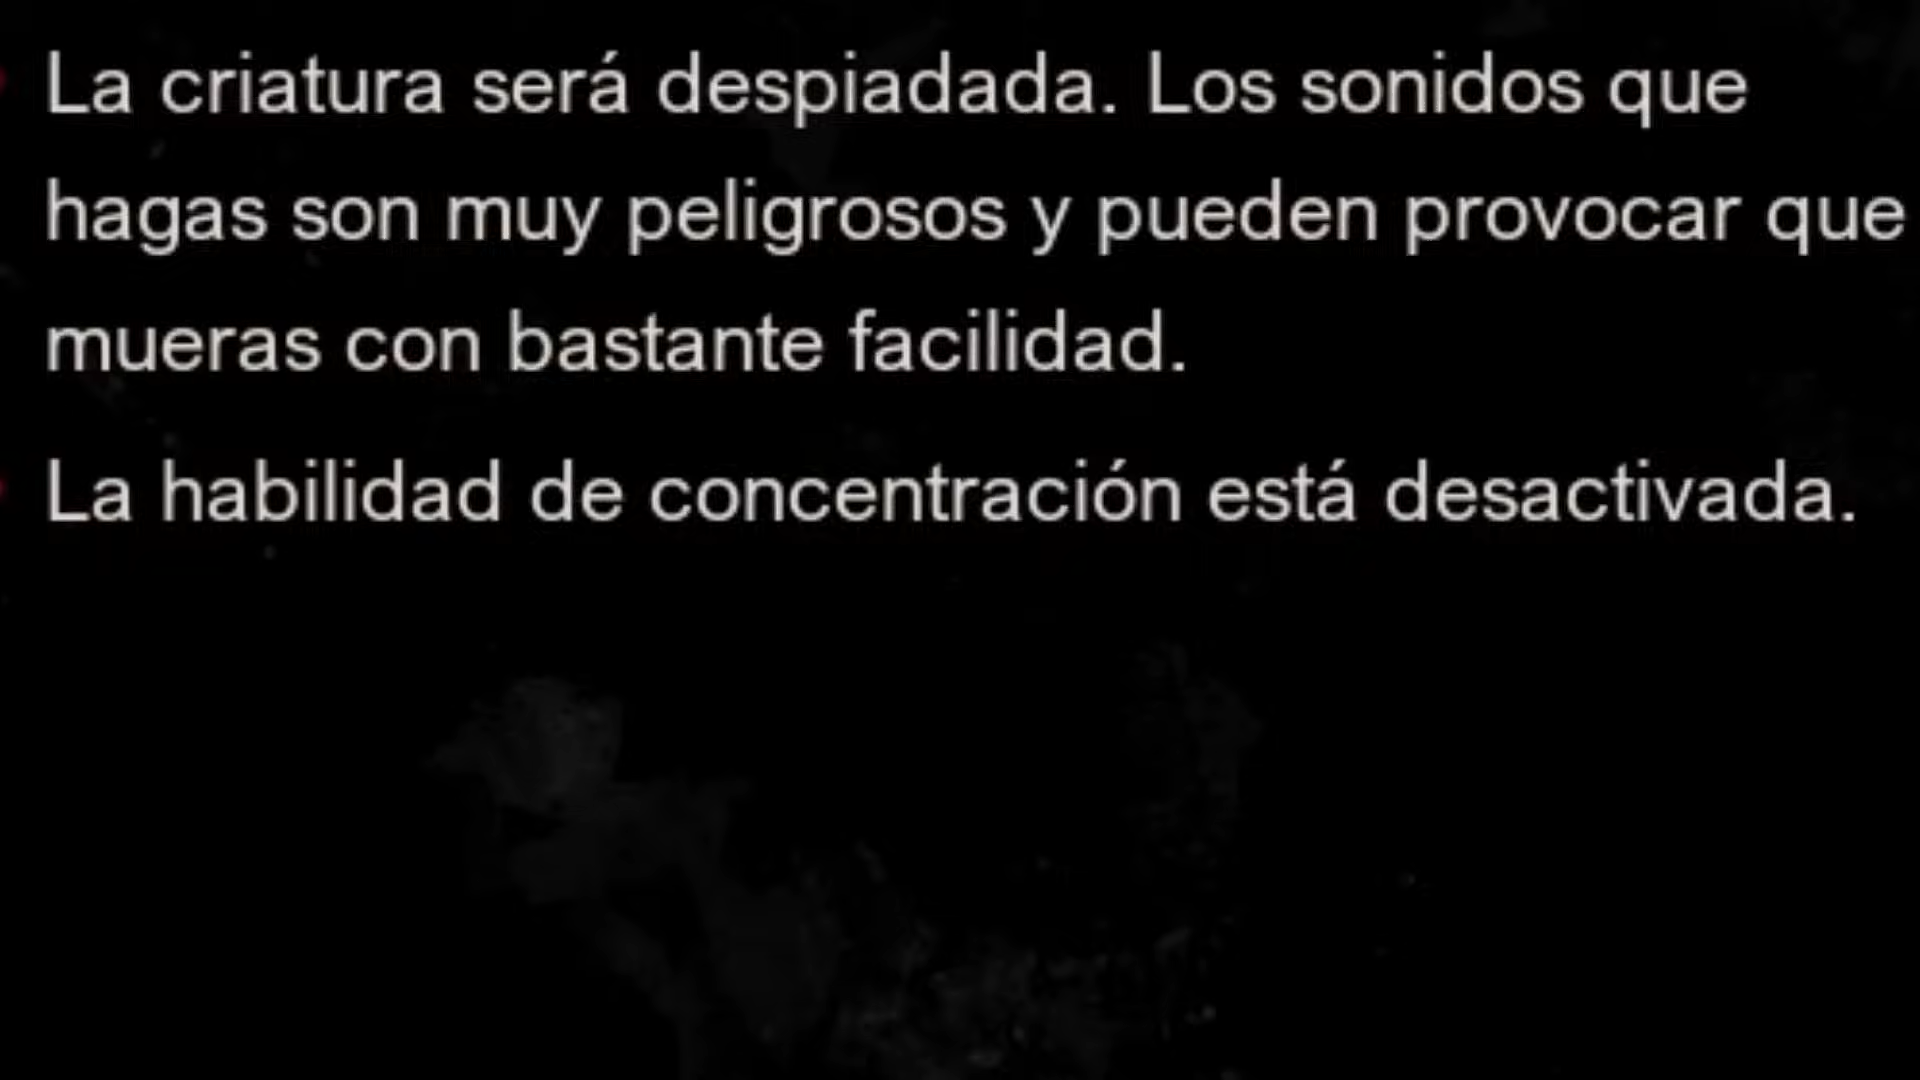 La criatura será despiadada. Los sonidos que
hagas son muy peligrosos y pueden provocar que
mueras con bastante facilidad.
La habilidad de concentración está desactivada.